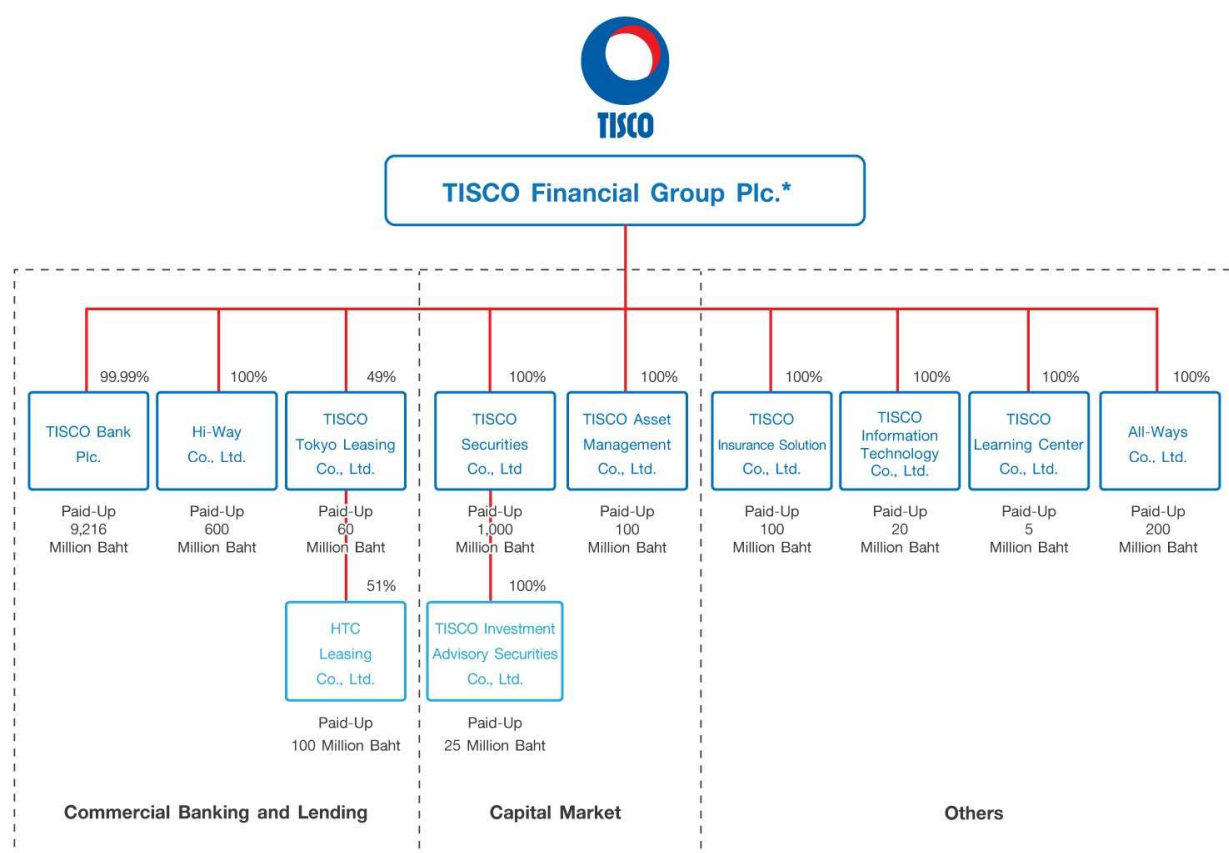 TISCO
TISCO Financial Group Plc.*
99.99%
TISCO Bank
Plc.
Paid-Up
9,216
Million Baht
100%
Hi-Way
Co., Ltd.
Paid-Up
600
Million Baht
49%
TISCO
Tokyo Leasing
Co., Ltd.
Paid-Up
60
Million Baht
51%
HTC
Leasing
Co., Ltd.
Paid-Up
100 Million Baht
Commercial Banking and Lending
100%
TISCO
Securities
Co., Ltd
Paid-Up
1,000
Million Baht
100%
TISCO Investment
Advisory Securities
Co., Ltd.
Paid-Up
25 Million Baht
100%
TISCO Asset
Management
Co., Ltd.
Paid-Up
100
Million Baht
Capital Market
100%
TISCO
Insurance Solution
Co., Ltd.
Paid-Up
100
Million Baht
100%
TISCO
Information
Technology
Co., Ltd.
Paid-Up
20
Million Baht
100%
TISCO
Learning Center
Co., Ltd.
Paid-Up
5
Million Baht
100%
All-Ways
Co., Ltd.
Paid-Up
200
Million Baht
Others